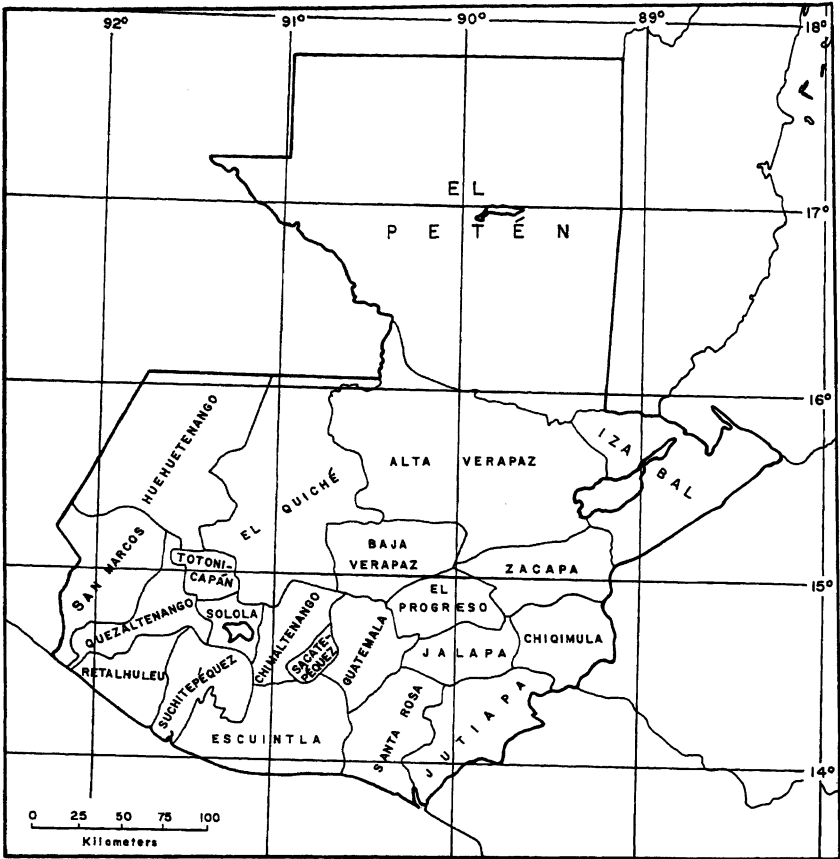 92° 91° 90° 89°
18°
EL
17°
PETÉN
16°
HUEHUETENANGO
IZA
BAL
ALTA VERAPAZ
EL QUICHÉ
SAN MARCOS
BAJA
VERAPAZ
TOTONI-
CAPÁN
ZACAPA
15°
EL
PROGRESO
QUEZALTENANGO
SOLOLA
CHIMALTENANGO
SACATE-
PÉQUEZ
GUATEMALA
JALAPA
CHIQIMULA
RETALHULEU
SUCHITEPÉQUEZ
ESCUINTLA
SANTA ROSA
JUTIAPA
14°
0 25 50 75 100
Kilometers